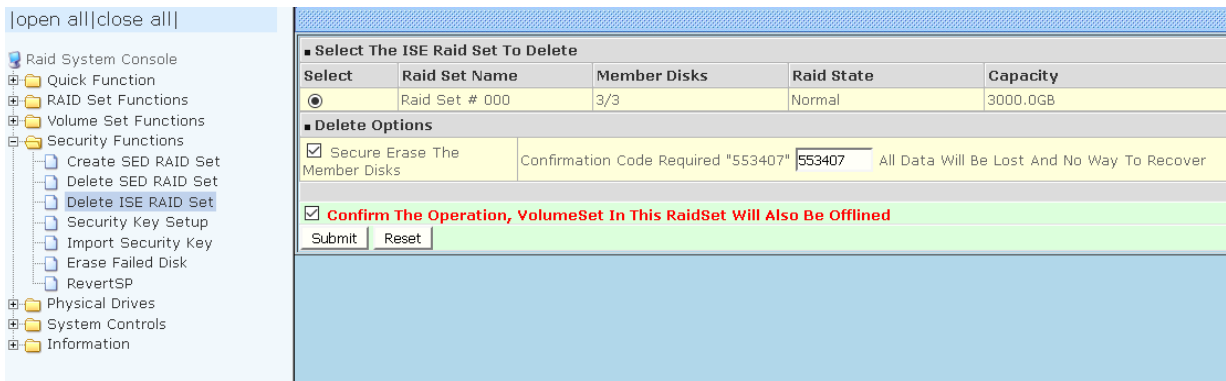 |open all|close all|
Raid System Console
Quick Function
RAID Set Functions
Volume Set Functions
Security Functions
Create SED RAID Set
Delete SED RAID Set
Delete ISE RAID Set
Security Key Setup
Import Security Key
Erase Failed Disk
RevertSP
Physical Drives
System Controls
Information
Select The ISE Raid Set To Delete
Select Raid Set Name Member Disks Raid State Capacity
Raid Set # 000 3/3 Normal 3000.0GB
Delete Options
Secure Erase The
Member Disks
Confirmation Code Required "553407" 553407 All Data Will Be Lost And No Way To Recover
Confirm The Operation, VolumeSet In This RaidSet Will Also Be Offlined
Submit Reset